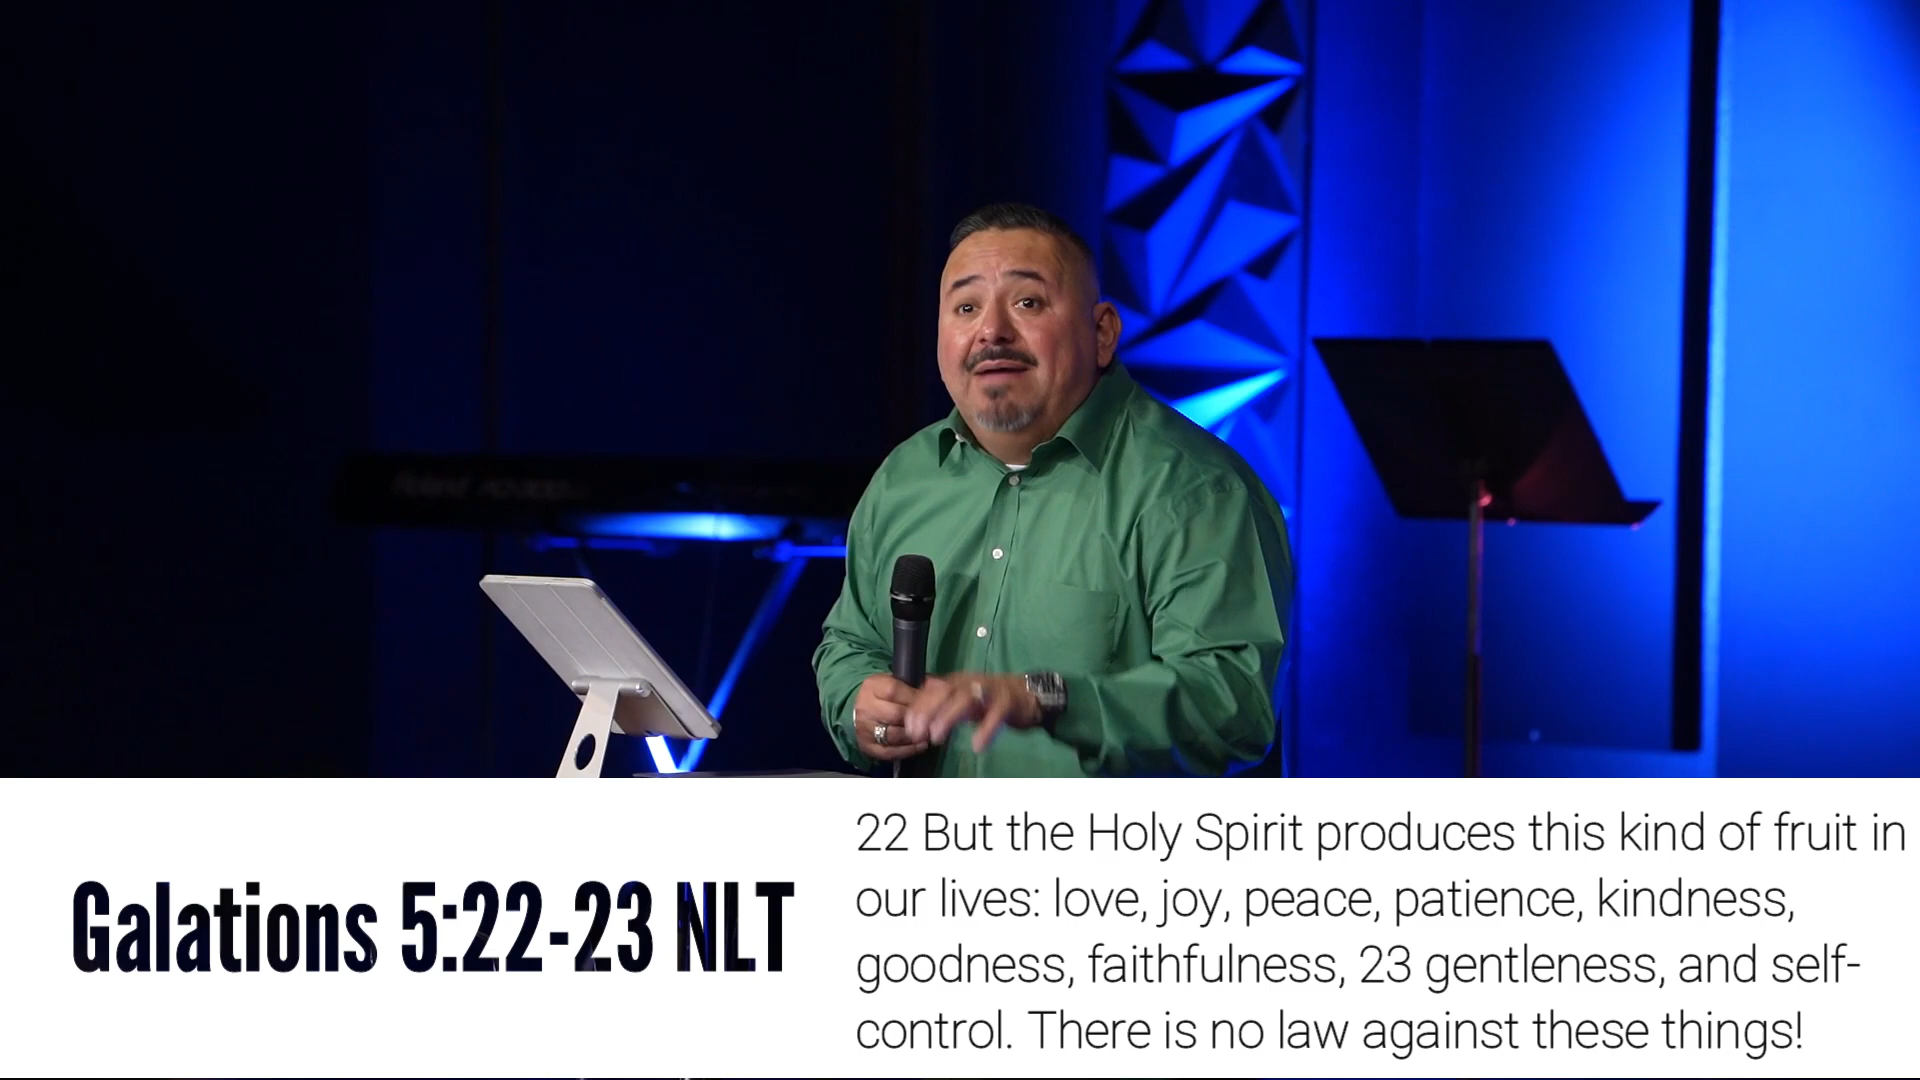 Roland
Galations 5:22-23 NLT
22 But the Holy Spirit produces this kind of fruit in
our lives: love, joy, peace, patience, kindness,
goodness, faithfulness, 23 gentleness, and self-
control. There is no law against these things!